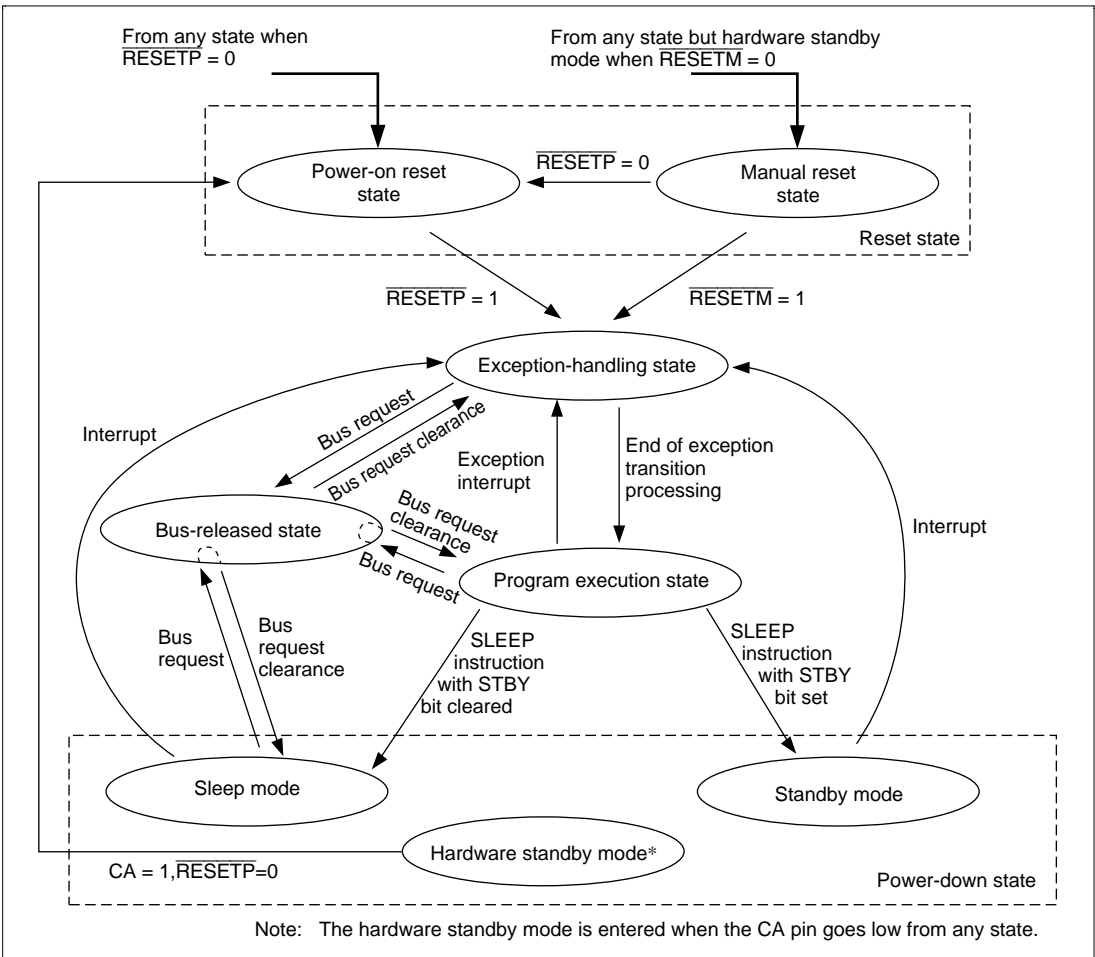 From any state when
RESETP = 0
From any state but hardware standby
mode when RESETM = 0
RESETP = 0
Power-on reset
state
Manual reset
state
Reset state
RESETP = 1
RESETM = 1
Exception-handling state
Interrupt
Bus request
Bus request clearance
Exception
interrupt
End of exception
transition
processing
Interrupt
Bus-released state
Bus request
clearance
Bus request
Program execution state
Bus
request
Bus
request
clearance
SLEEP
instruction
with STBY
bit cleared
SLEEP
instruction
with STBY
bit set
Sleep mode
Standby mode
Hardware standby mode*
CA = 1,RESETP=0
Power-down state
Note: The hardware standby mode is entered when the CA pin goes low from any state.